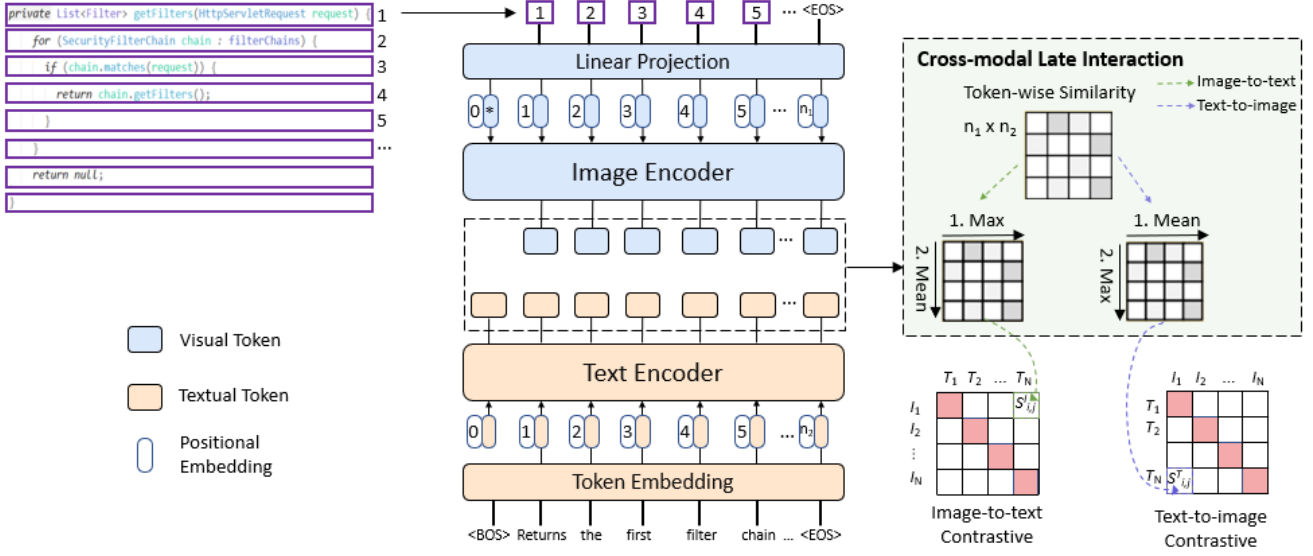 private List<Filter> getFilters(HttpServletRequest request) {
for (SecurityFilterChain chain : filterChains) {
if (chain.matches(request)) {
return chain.getFilters();
}
}
return null;
}
1
2
3
4
5
...
1 2 3 4 5 ... <EOS>
Linear Projection
0 * 1 2 3 4 5 ... n1
Image Encoder
...
...
Text Encoder
0 1 2 3 4 5 ... n2
Token Embedding
<BOS> Returns the first filter chain ... <EOS>
Visual Token
Textual Token
Positional
Embedding
Cross-modal Late Interaction
Image-to-text
Text-to-image
Token-wise Similarity
n1 x n2
1. Max
2. Mean
1. Mean
2. Max
T1 T2 ... TN
I1
I2
⋮
IN
S^I_i,j
Image-to-text
Contrastive
I1 I2 ... IN
T1
T2
TN
S^T_i,j
Text-to-image
Contrastive